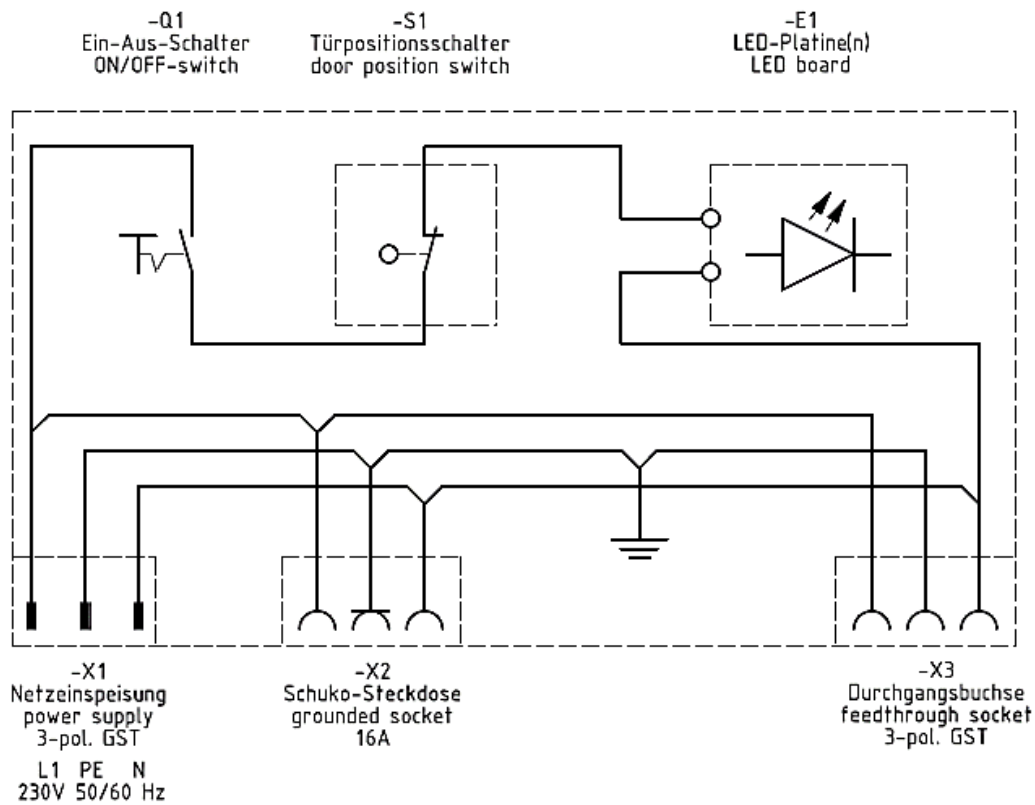 -Q1
Ein-Aus-Schalter
ON/OFF-switch
-S1
Türpositionsschalter
door position switch
-E1
LED-Platine(n)
LED board
-X1
Netzeinspeisung
power supply
3-pol. GST
L1 PE N
230V 50/60 Hz
-X2
Schuko-Steckdose
grounded socket
16A
-X3
Durchgangsbuchse
feedthrough socket
3-pol. GST